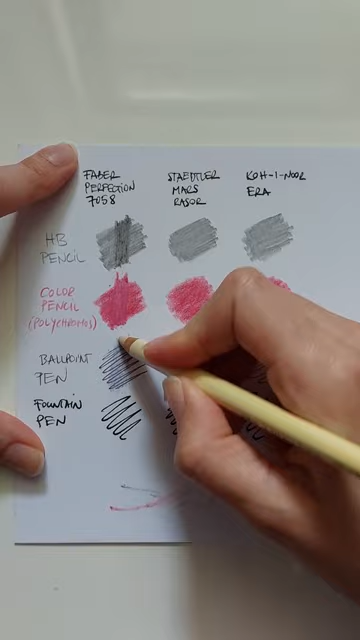 FABER
PERFECTION
7058
STAEDTLER
MARS
RASOR
KOH-I-NOOR
ERA
HB
PENCIL
COLOR
PENCIL
(POLYCHROMOS)
BALLPOINT
PEN
FOUNTAIN
PEN